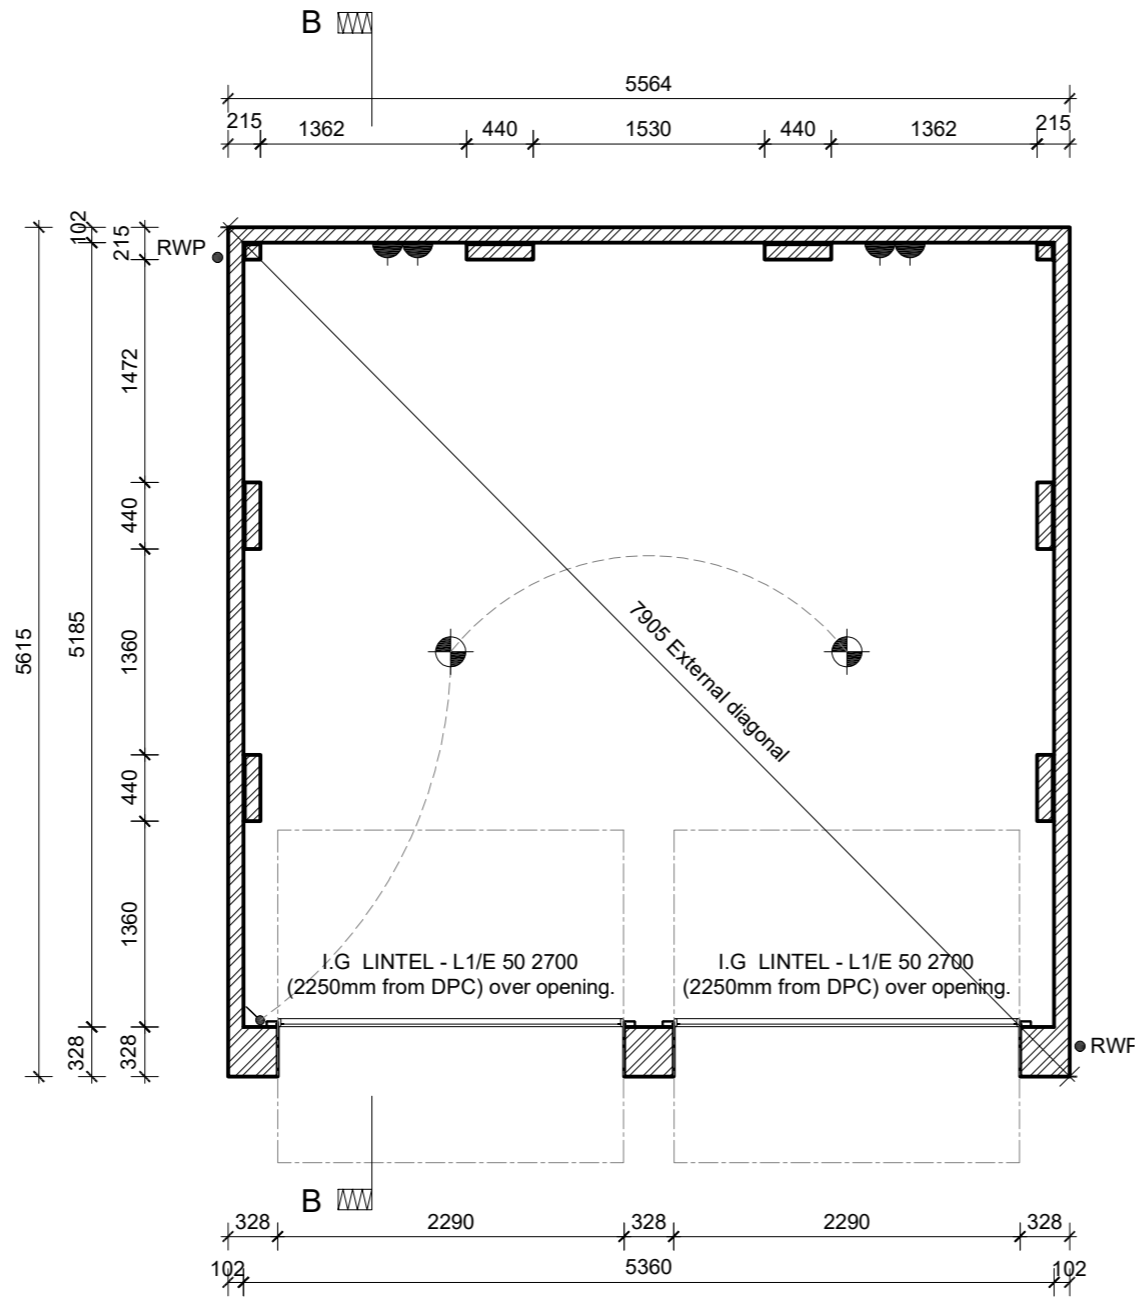 B
5564
215 1362 440 1530 440 1362 215
102
215
RWP
1472
440
5615
5185
1360
7905 External diagonal
440
1360
I.G LINTEL - L1/E 50 2700
(2250mm from DPC) over opening.
I.G LINTEL - L1/E 50 2700
(2250mm from DPC) over opening.
328
328
RWP
B
328 2290 328 2290 328
102 5360 102